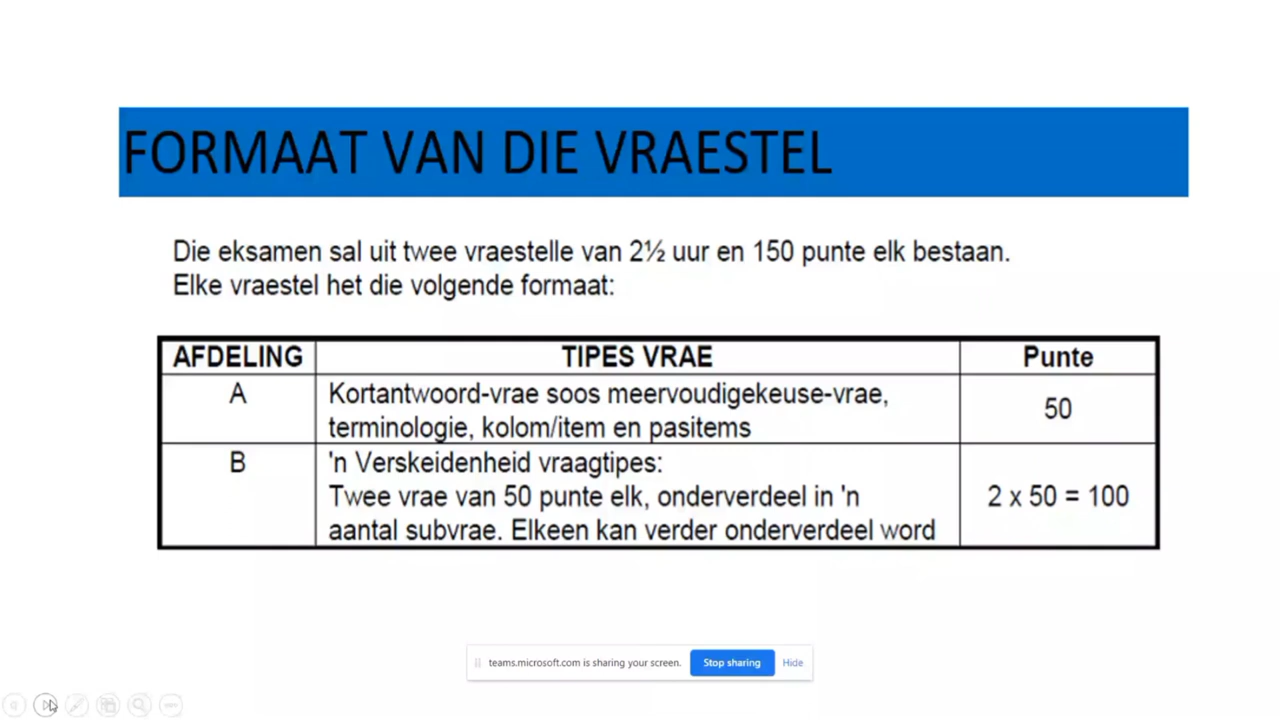 FORMAAT VAN DIE VRAESTEL
Die eksamen sal uit twee vraestelle van 2½ uur en 150 punte elk bestaan.
Elke vraestel het die volgende formaat:
AFDELING TIPES VRAE Punte
A Kortantwoord-vrae soos meervoudigekeuse-vrae, 50
terminologie, kolom/item en pasitems
B 'n Verskeidenheid vraagtipes:
Twee vrae van 50 punte elk, onderverdeel in 'n 2 x 50 = 100
aantal subvrae. Elkeen kan verder onderverdeel word
teams.microsoft.com is sharing your screen. Stop sharing Hide